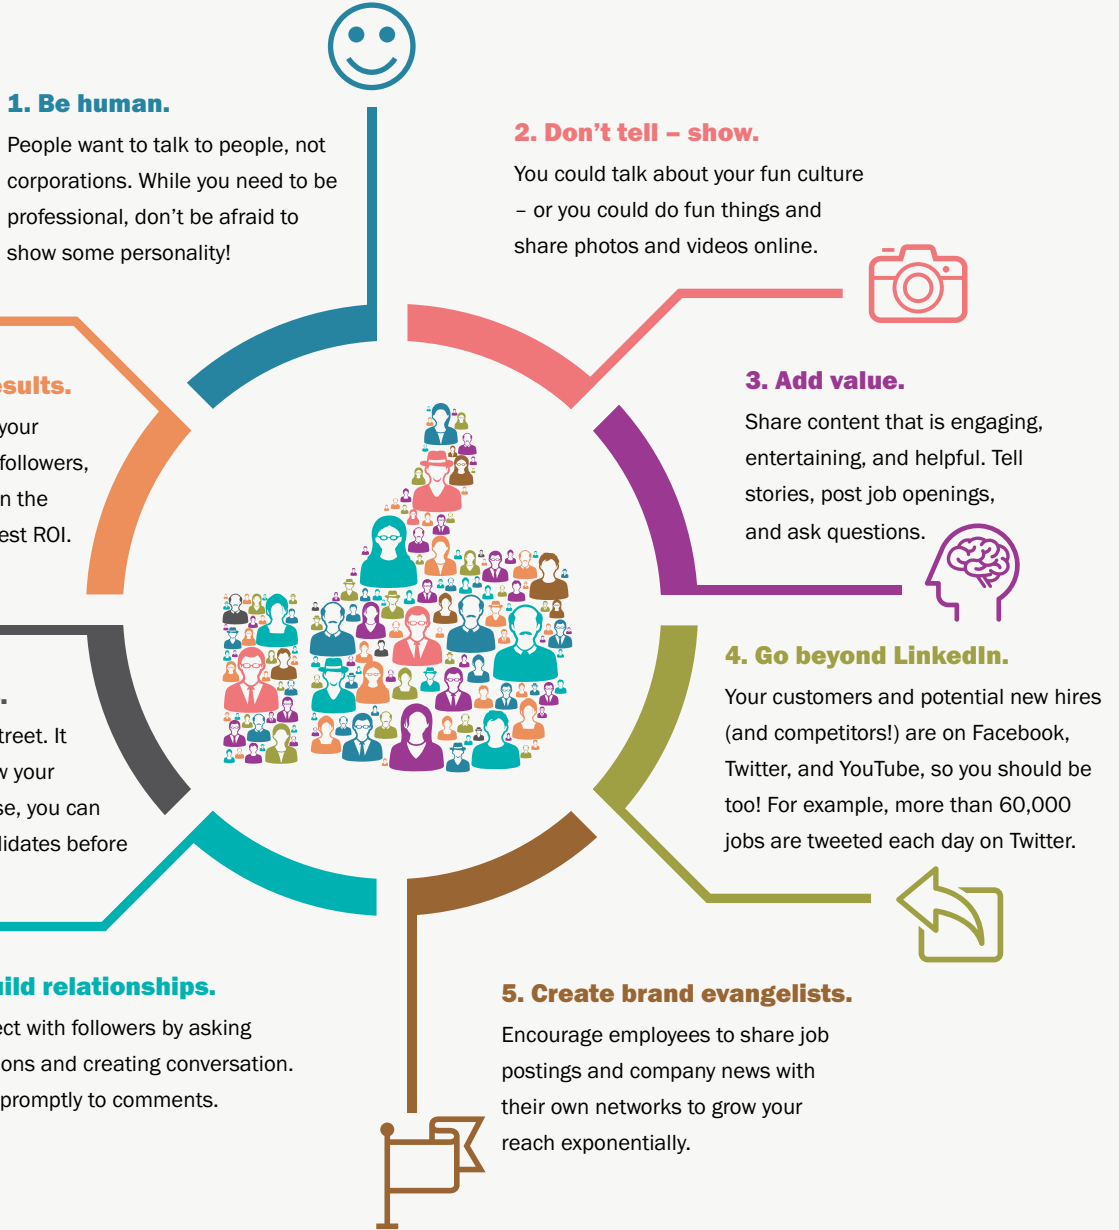 1. Be human.
People want to talk to people, not
corporations. While you need to be
professional, don’t be afraid to
show some personality!
2. Don’t tell – show.
You could talk about your fun culture
– or you could do fun things and
share photos and videos online.
3. Add value.
Share content that is engaging,
entertaining, and helpful. Tell
stories, post job openings,
and ask questions.
4. Go beyond LinkedIn.
Your customers and potential new hires
(and competitors!) are on Facebook,
Twitter, and YouTube, so you should be
too! For example, more than 60,000
jobs are tweeted each day on Twitter.
5. Create brand evangelists.
Encourage employees to share job
postings and company news with
their own networks to grow your
reach exponentially.
relationships.
with followers by asking
and creating conversation.
promptly to comments.
It
your
you can
before
your
followers,
the
ROI.